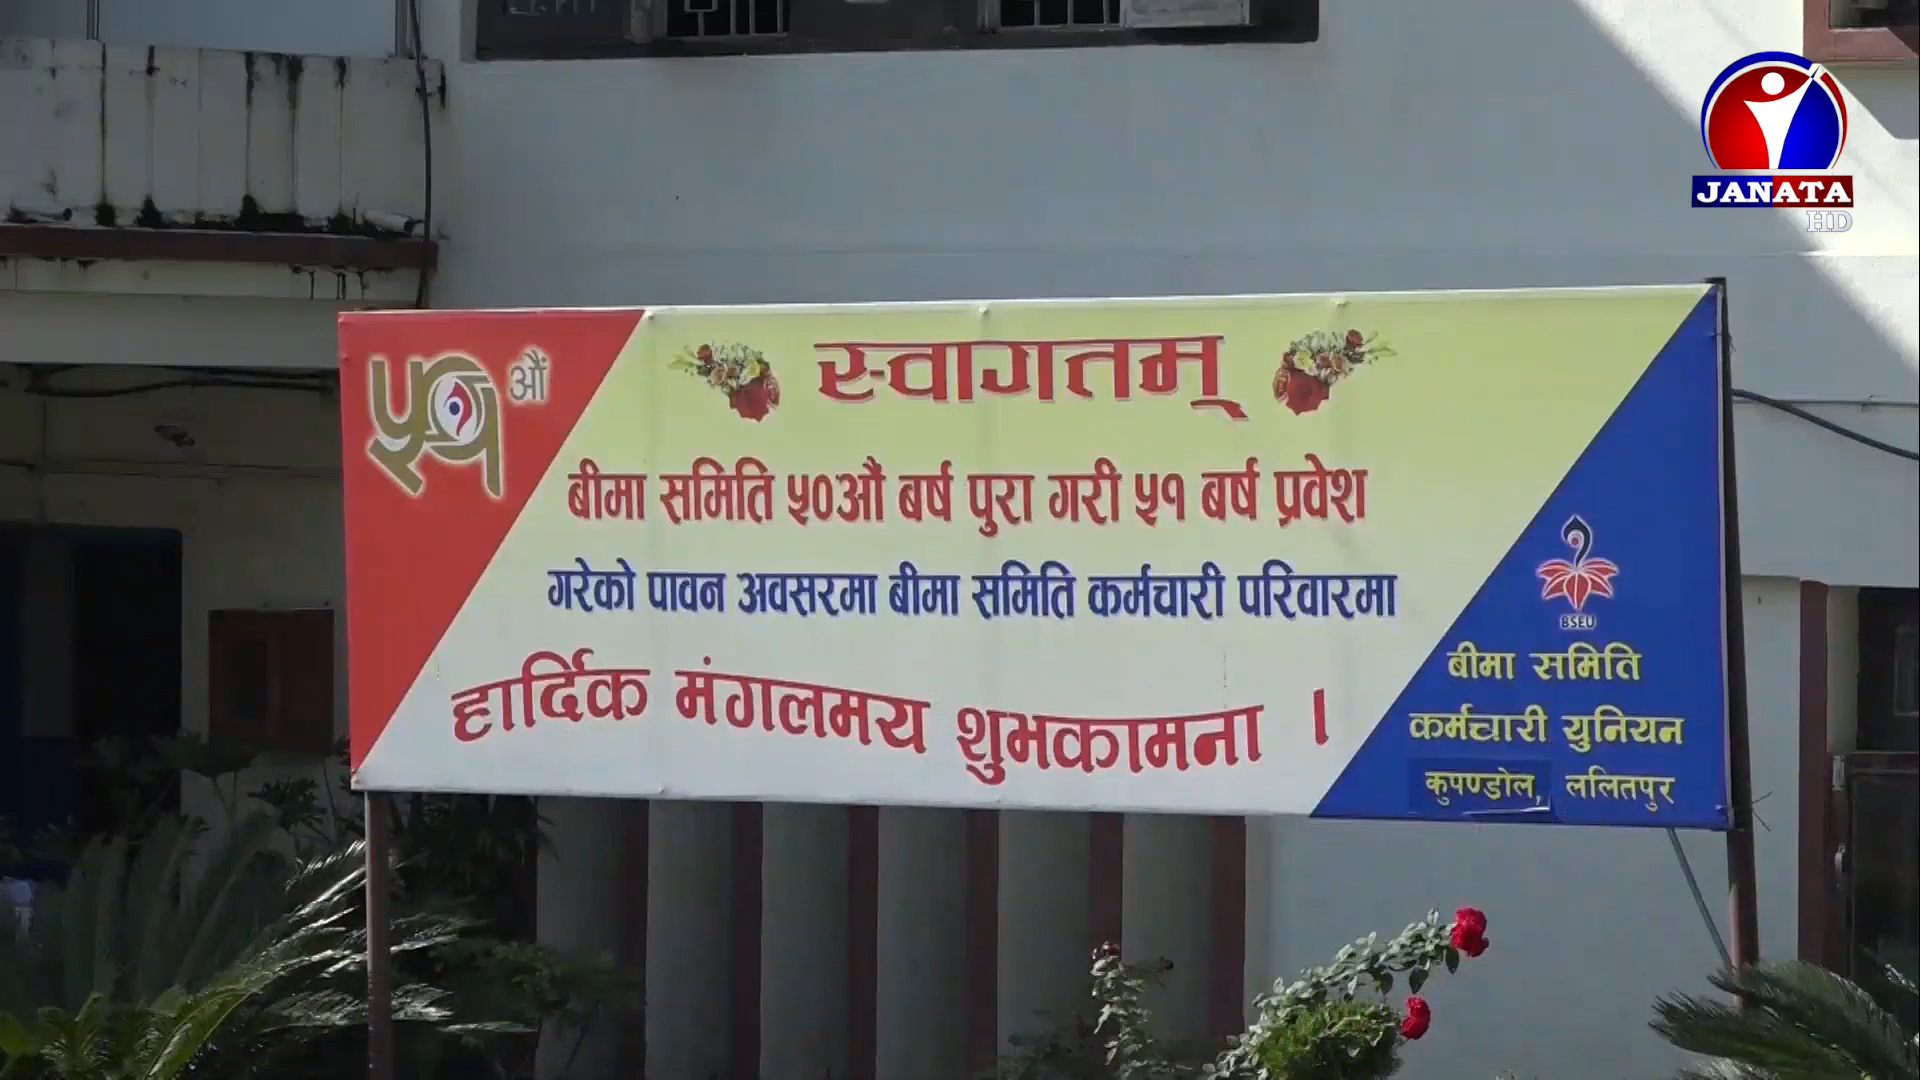 JANATA
HD
५१
औं
स्वागतम्
बीमा समिति ५०औं बर्ष पुरा गरी ५१ बर्ष प्रवेश
गरेको पावन अवसरमा बीमा समिति कर्मचारी परिवारमा
हार्दिक मंगलमय शुभकामना ।
BSEU
बीमा समिति
कर्मचारी युनियन
कुपण्डोल, ललितपुर